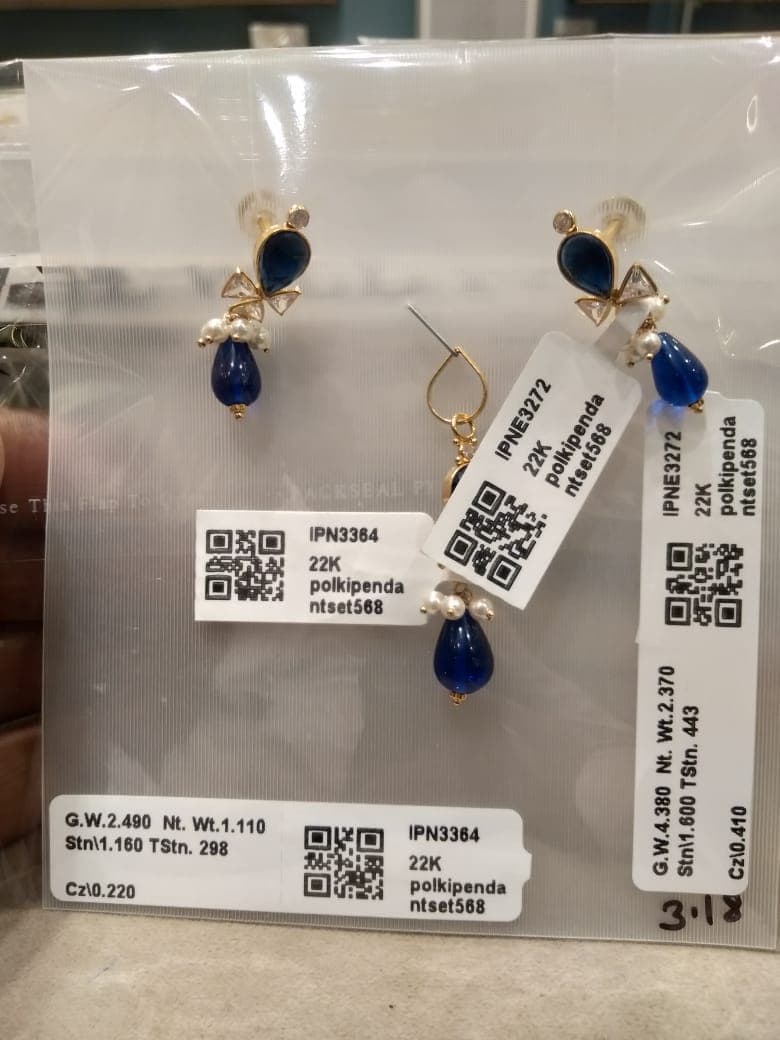 IPNE3272
22K
polkipenda
ntset568
IPNE3272
22K
polkipenda
ntset568
IPN3364
22K
polkipenda
ntset568
G.W.4.380 Nt. Wt.2.370
Stn\1.600 TStn. 443
Cz\0.410
G.W.2.490 Nt. Wt.1.110
Stn\1.160 TStn. 298
Cz\0.220
IPN3364
22K
polkipenda
ntset568
3.18